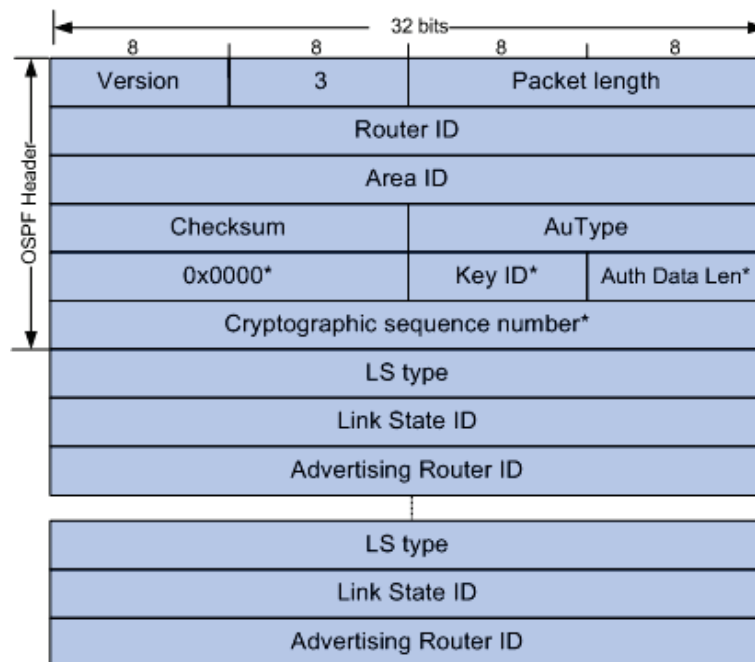 32 bits
8 8 8 8
Version 3 Packet length
Router ID
Area ID
Checksum AuType
0x0000* Key ID* Auth Data Len*
Cryptographic sequence number*
OSPF Header
LS type
Link State ID
Advertising Router ID
LS type
Link State ID
Advertising Router ID